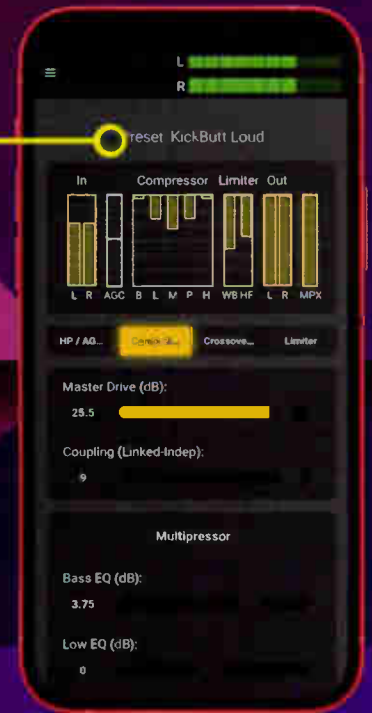 L
R
reset KickButt Loud
In Compressor Limiter Out
L R AGC B L M P H WB HF L R MPX
HP / AG... Crossove... Limiter
Master Drive (dB):
25.5
Coupling (Linked-Indep):
9
Multipressor
Bass EQ (dB):
3.75
Low EQ (dB):
0